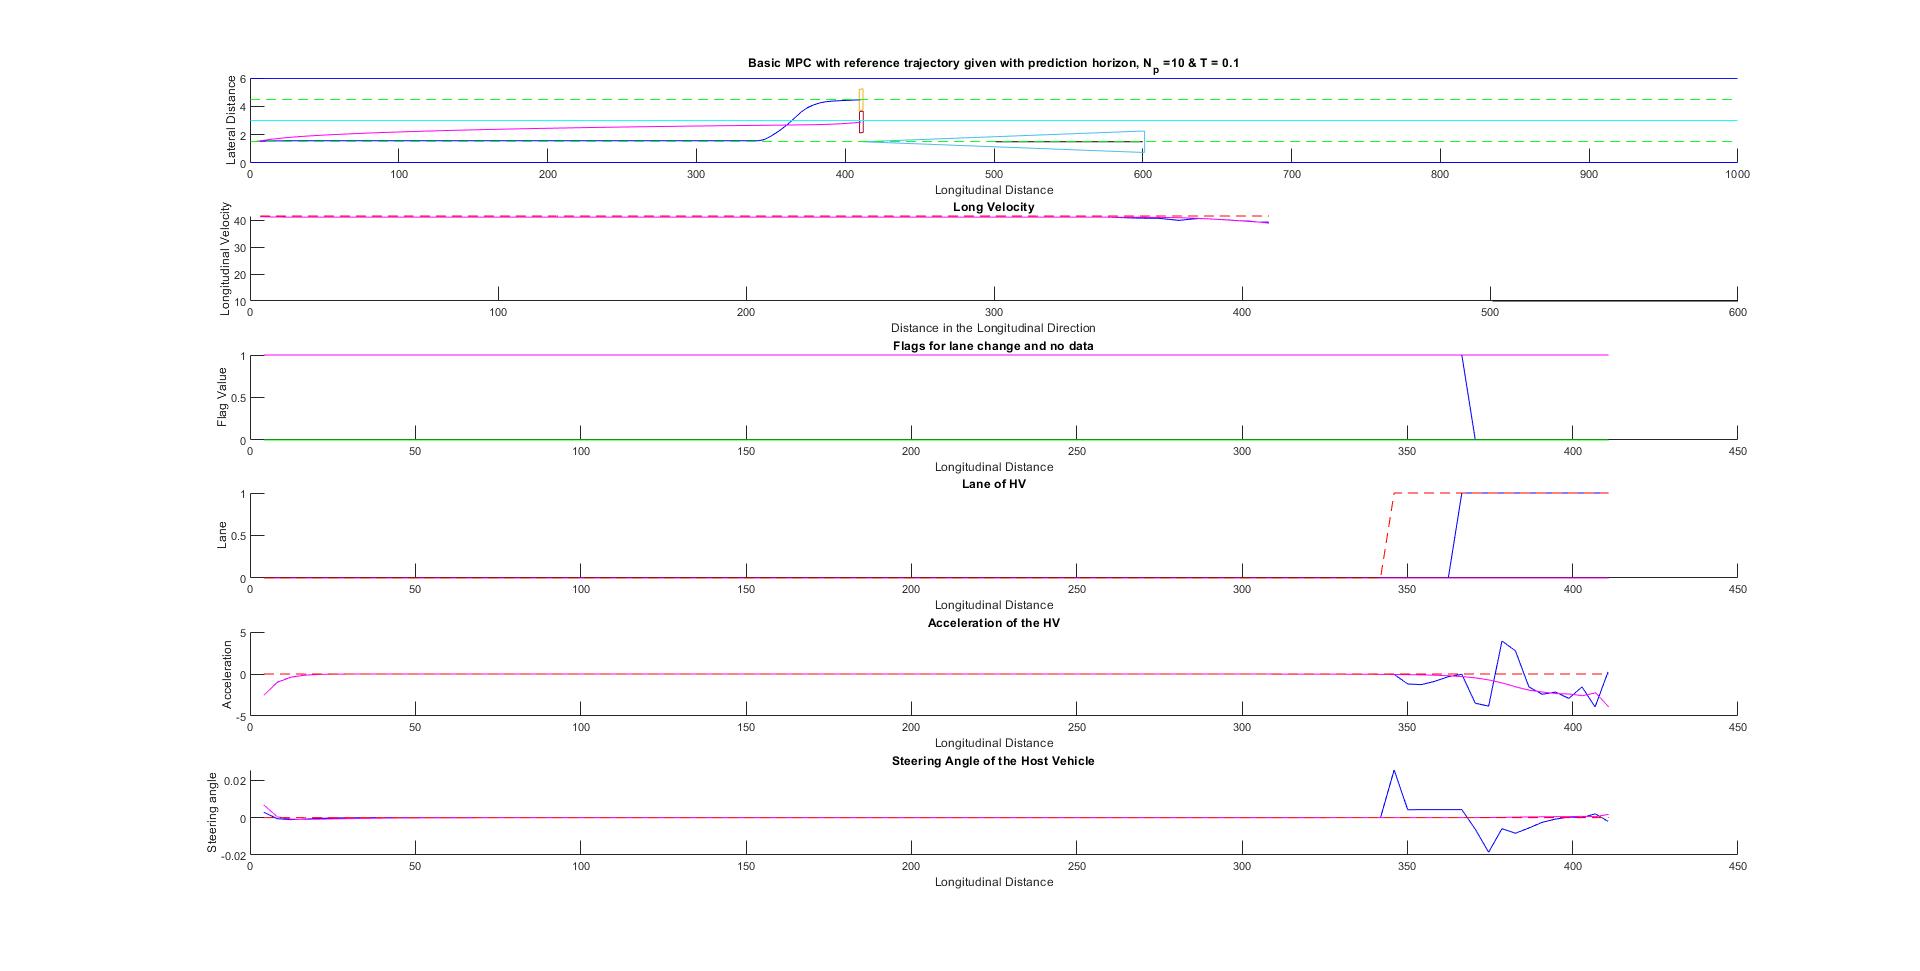 Basic MPC with reference trajectory given with prediction horizon, Np =10 & T = 0.1
Lateral Distance
6
4
2
0
0 100 200 300 400 500 600 700 800 900 1000
Longitudinal Distance
Long Velocity
Longitudinal Velocity
40
30
20
10
0 100 200 300 400 500 600
Distance in the Longitudinal Direction
Flags for lane change and no data
Flag Value
1
0.5
0
0 50 100 150 200 250 300 350 400 450
Longitudinal Distance
Lane of HV
Lane
1
0.5
0
0 50 100 150 200 250 300 350 400 450
Longitudinal Distance
Acceleration of the HV
Acceleration
5
0
-5
0 50 100 150 200 250 300 350 400 450
Longitudinal Distance
Steering Angle of the Host Vehicle
Steering angle
0.02
0
-0.02
0 50 100 150 200 250 300 350 400 450
Longitudinal Distance